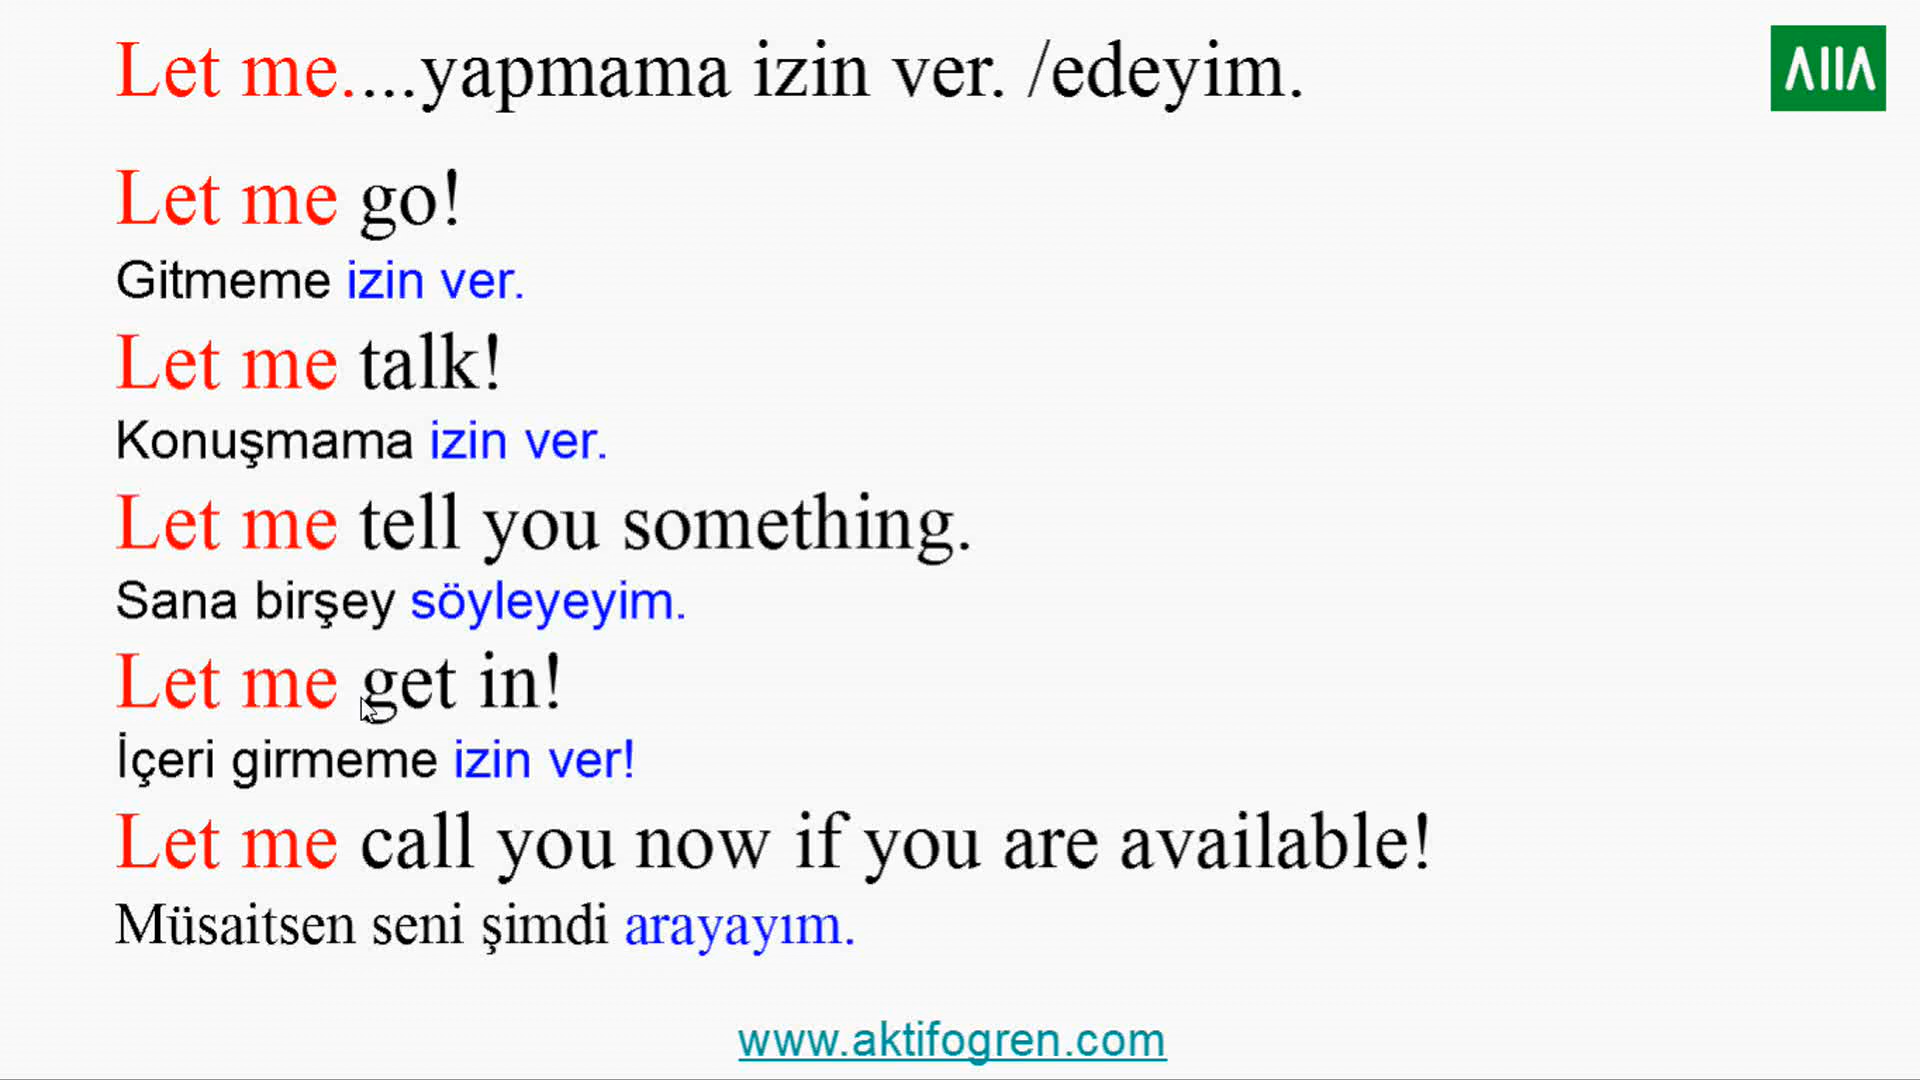 Let me....yapmama izin ver. /edeyim.
Let me go!
Gitmeme izin ver.
Let me talk!
Konuşmama izin ver.
Let me tell you something.
Sana birşey söyleyeyim.
Let me get in!
İçeri girmeme izin ver!
Let me call you now if you are available!
Müsaitsen seni şimdi arayayım.
www.aktifogren.com